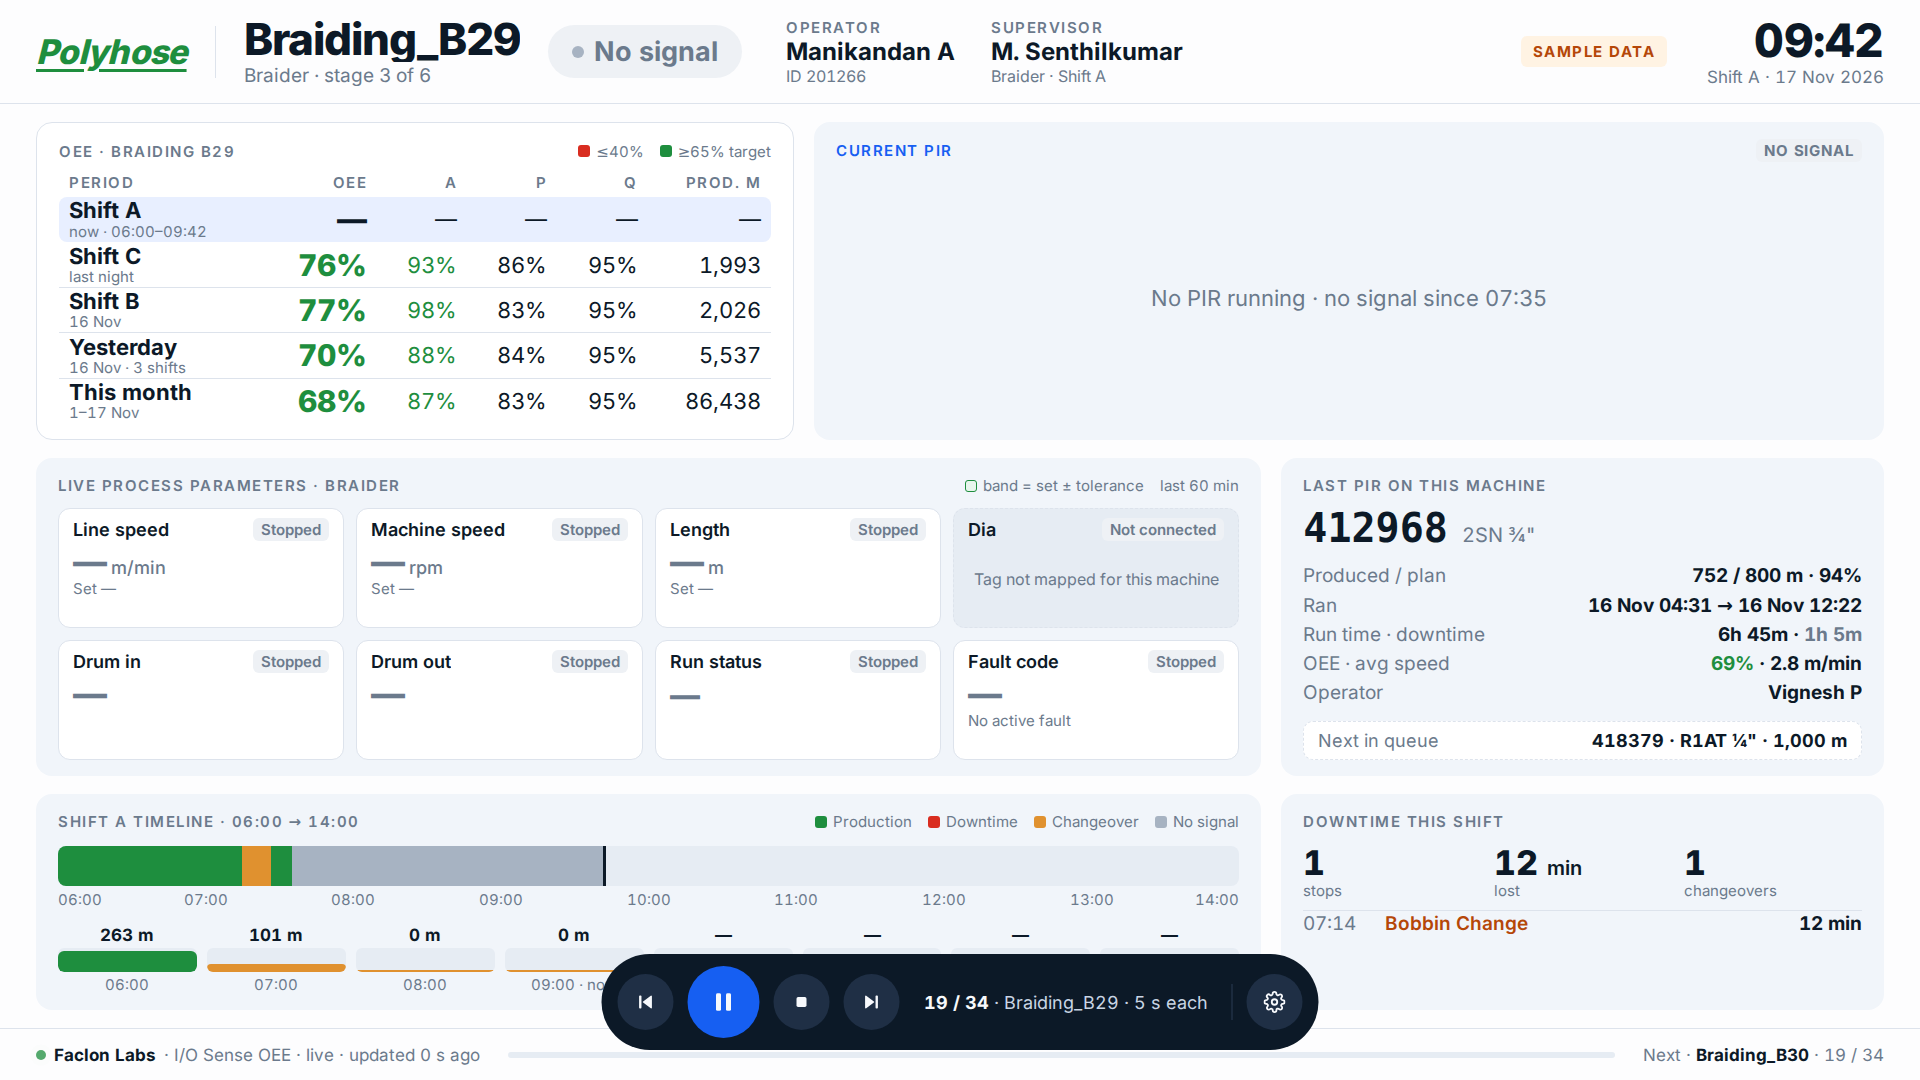 Polyhose
Braiding_B29
Braider · stage 3 of 6
No signal
OPERATOR
Manikandan A
ID 201266
SUPERVISOR
M. Senthilkumar
Braider · Shift A
SAMPLE DATA
09:42
Shift A · 17 Nov 2026
OEE · BRAIDING B29
≤40% ≥65% target
PERIOD OEE A P Q PROD. M
Shift A — — — — —
now · 06:00–09:42
Shift C 76% 93% 86% 95% 1,993
last night
Shift B 77% 98% 83% 95% 2,026
16 Nov
Yesterday 70% 88% 84% 95% 5,537
16 Nov · 3 shifts
This month 68% 87% 83% 95% 86,438
1–17 Nov
CURRENT PIR
NO SIGNAL
No PIR running · no signal since 07:35
LIVE PROCESS PARAMETERS · BRAIDER
band = set ± tolerance last 60 min
Line speed Stopped
— m/min
Set —
Machine speed Stopped
— rpm
Set —
Length Stopped
— m
Set —
Dia Not connected
Tag not mapped for this machine
Drum in Stopped
—
Drum out Stopped
—
Run status Stopped
—
Fault code Stopped
—
No active fault
LAST PIR ON THIS MACHINE
412968 2SN ¾"
Produced / plan 752 / 800 m · 94%
Ran 16 Nov 04:31 → 16 Nov 12:22
Run time · downtime 6h 45m · 1h 5m
OEE · avg speed 69% · 2.8 m/min
Operator Vignesh P
Next in queue 418379 · R1AT ¼" · 1,000 m
SHIFT A TIMELINE · 06:00 → 14:00
Production Downtime Changeover No signal
06:00 07:00 08:00 09:00 10:00 11:00 12:00 13:00 14:00
263 m 101 m 0 m 0 m — — — —
06:00 07:00 08:00 09:00 · no
DOWNTIME THIS SHIFT
1 12 min 1
stops lost changeovers
07:14 Bobbin Change 12 min
19 / 34 · Braiding_B29 · 5 s each
Faclon Labs · I/O Sense OEE · live · updated 0 s ago
Next · Braiding_B30 · 19 / 34